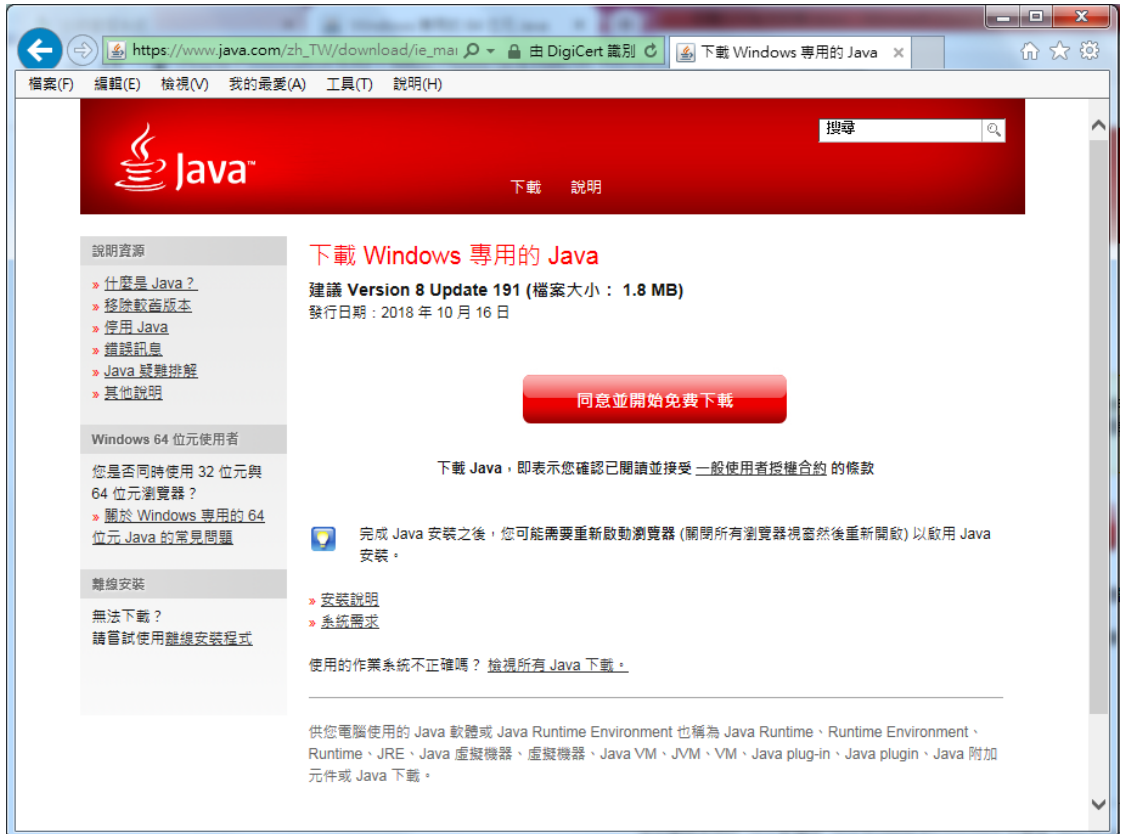 https://www.java.com/zh_TW/download/ie_mai
由 DigiCert 識別
下載 Windows 專用的 Java
檔案(F) 編輯(E) 檢視(V) 我的最愛(A) 工具(T) 說明(H)
Java™
搜尋
下載 說明
說明資源
» 什麼是 Java？
» 移除較舊版本
» 停用 Java
» 錯誤訊息
» Java 疑難排解
» 其他說明
Windows 64 位元使用者
您是否同時使用 32 位元與
64 位元瀏覽器？
» 關於 Windows 專用的 64
位元 Java 的常見問題
離線安裝
無法下載？
請嘗試使用離線安裝程式
下載 Windows 專用的 Java
建議 Version 8 Update 191 (檔案大小： 1.8 MB)
發行日期：2018 年 10 月 16 日
同意並開始免費下載
下載 Java，即表示您確認已閱讀並接受 一般使用者授權合約 的條款
完成 Java 安裝之後，您可能需要重新啟動瀏覽器 (關閉所有瀏覽器視窗然後重新開啟) 以啟用 Java
安裝。
» 安裝說明
» 系統需求
使用的作業系統不正確嗎？ 檢視所有 Java 下載。
供您電腦使用的 Java 軟體或 Java Runtime Environment 也稱為 Java Runtime、Runtime Environment、
Runtime、JRE、Java 虛擬機器、虛擬機器、Java VM、JVM、VM、Java plug-in、Java plugin、Java 附加
元件或 Java 下載。